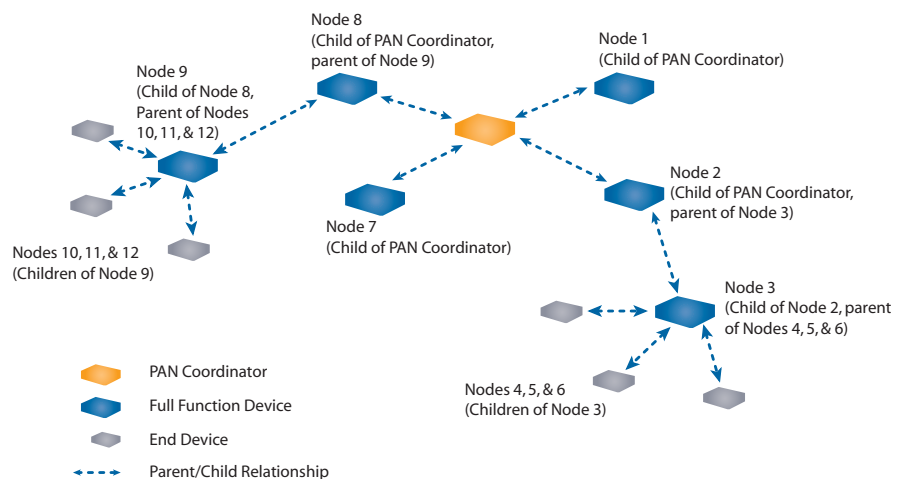 Node 8
(Child of PAN Coordinator,
parent of Node 9)
Node 1
(Child of PAN Coordinator)
Node 9
(Child of Node 8,
Parent of Nodes
10, 11, & 12)
Node 2
(Child of PAN Coordinator,
parent of Node 3)
Node 7
(Child of PAN Coordinator)
Nodes 10, 11, & 12
(Children of Node 9)
Node 3
(Child of Node 2, parent
of Nodes 4, 5, & 6)
Nodes 4, 5, & 6
(Children of Node 3)
PAN Coordinator
Full Function Device
End Device
Parent/Child Relationship